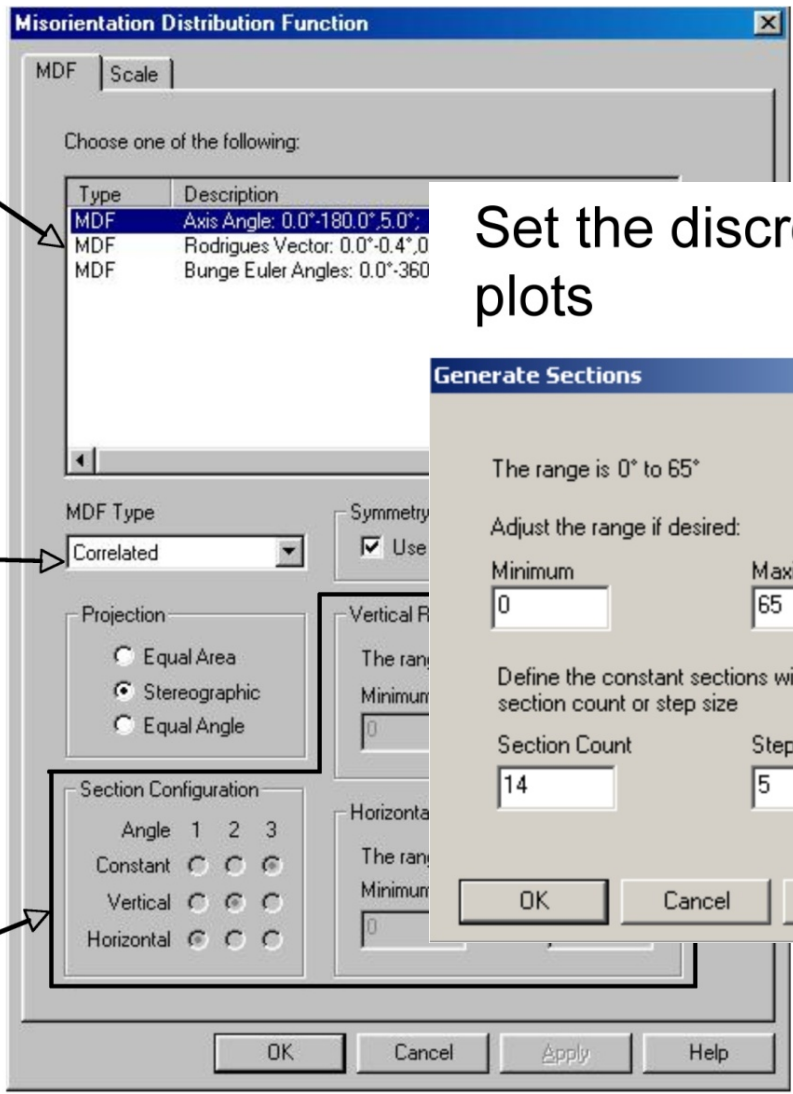 Misorientation Distribution Function
MDF Scale
Choose one of the following:
Type Description
MDF Axis Angle: 0.0°-180.0°,5.0°;
MDF Rodrigues Vector: 0.0°-0.4°,0
MDF Bunge Euler Angles: 0.0°-360
MDF Type
Correlated
Symmetry
Use
Projection
Equal Area
Stereographic
Equal Angle
Vertical R
The rang
Minimum
0
Section Configuration
Angle 1 2 3
Constant
Vertical
Horizontal
Horizonta
The rang
Minimum
0
OK Cancel Apply Help
Set the discr
plots
Generate Sections
The range is 0° to 65°
Adjust the range if desired:
Minimum Maxi
0 65
Define the constant sections wi
section count or step size
Section Count Step
14 5
OK Cancel